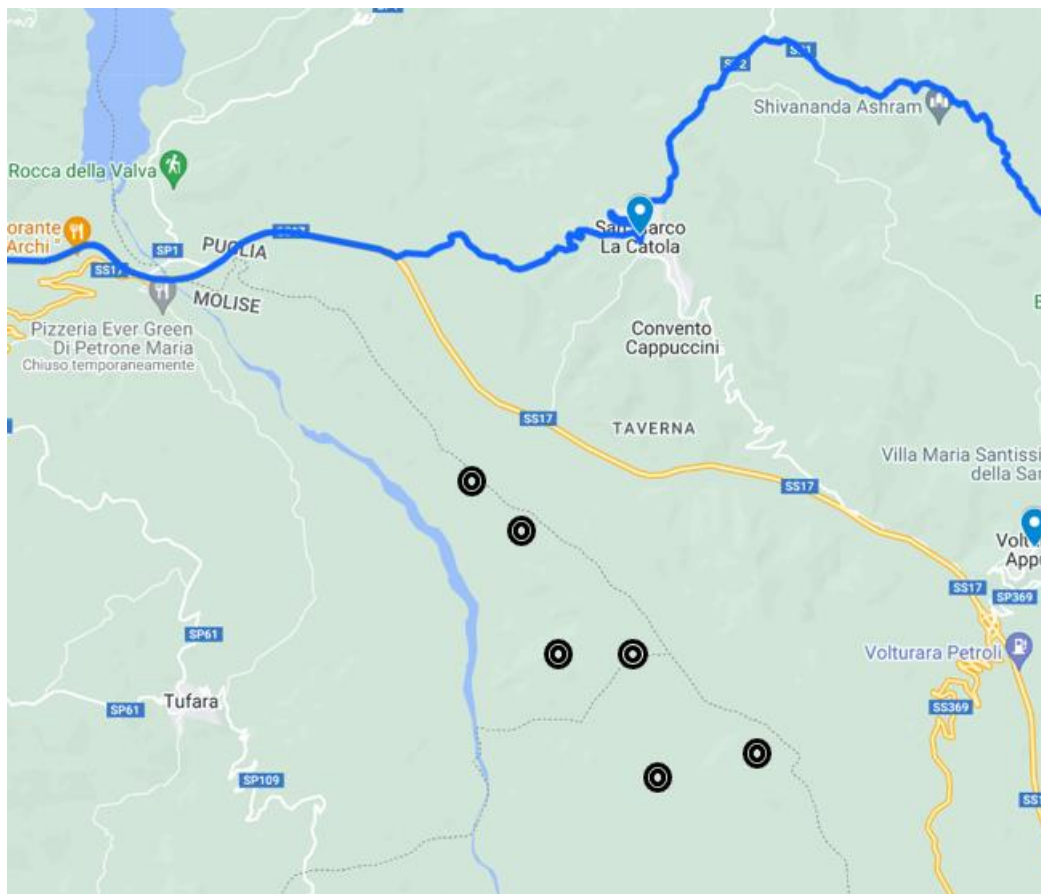 Rocca della Valva
Shivananda Ashram
orante
Archi
SP1
PUGLIA
SS17
MOLISE
San Marco
La Catola
Pizzeria Ever Green
Di Petrone Maria
Chiuso temporaneamente
Convento
Cappuccini
SS17
TAVERNA
Villa Maria Santissi
della San
SS17
SS17
SP369
Volturara Petroli
SP61
SP61
Tufara
SS369
SP109